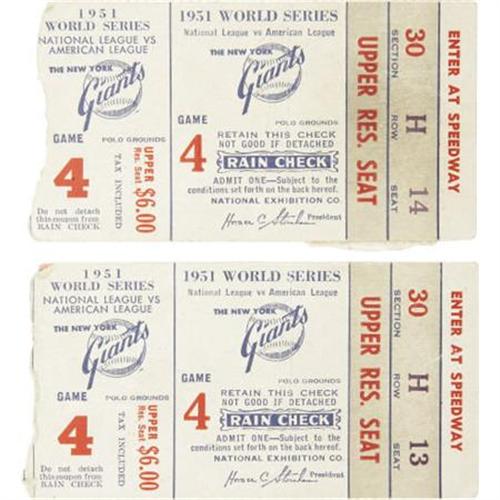 1951
WORLD SERIES
NATIONAL LEAGUE VS
AMERICAN LEAGUE
THE NEW YORK
Giants
POLO GROUNDS
GAME
4
TAX INCLUDED
UPPER
Res. Seat $6.00
Do not detach
this coupon from
RAIN CHECK
1951 WORLD SERIES
National League vs American League
THE NEW YORK
Giants
POLO GROUNDS
GAME
4
RETAIN THIS CHECK
NOT GOOD IF DETACHED
RAIN CHECK
ADMIT ONE—Subject to the
conditions set forth on the back hereof.
NATIONAL EXHIBITION CO.
Horace C. Stoneham President
UPPER RES. SEAT
30 SECTION
H ROW
14 SEAT
ENTER AT SPEEDWAY
1951
WORLD SERIES
NATIONAL LEAGUE VS
AMERICAN LEAGUE
THE NEW YORK
Giants
POLO GROUNDS
GAME
4
TAX INCLUDED
UPPER
Res. Seat $6.00
Do not detach
this coupon from
RAIN CHECK
1951 WORLD SERIES
National League vs American League
THE NEW YORK
Giants
POLO GROUNDS
GAME
4
RETAIN THIS CHECK
NOT GOOD IF DETACHED
RAIN CHECK
ADMIT ONE—Subject to the
conditions set forth on the back hereof.
NATIONAL EXHIBITION CO.
Horace C. Stoneham President
UPPER RES. SEAT
30 SECTION
H ROW
13 SEAT
ENTER AT SPEEDWAY